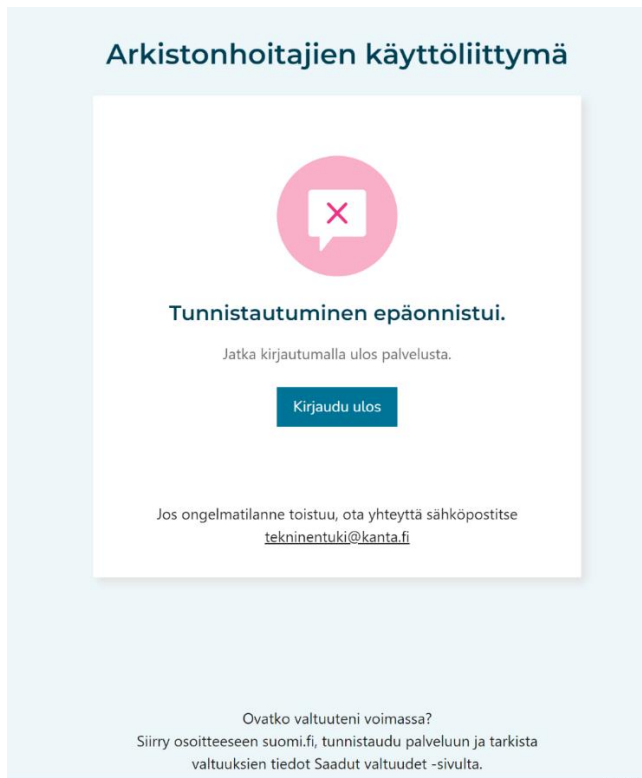 Arkistonhoitajien käyttöliittymä
Tunnistautuminen epäonnistui.
Jatka kirjautumalla ulos palvelusta.
Kirjaudu ulos
Jos ongelmatilanne toistuu, ota yhteyttä sähköpostitse
tekninentuki@kanta.fi
Ovatko valtuuteni voimassa?
Siirry osoitteeseen suomi.fi, tunnistaudu palveluun ja tarkista
valtuuksien tiedot Saadut valtuudet -sivulta.